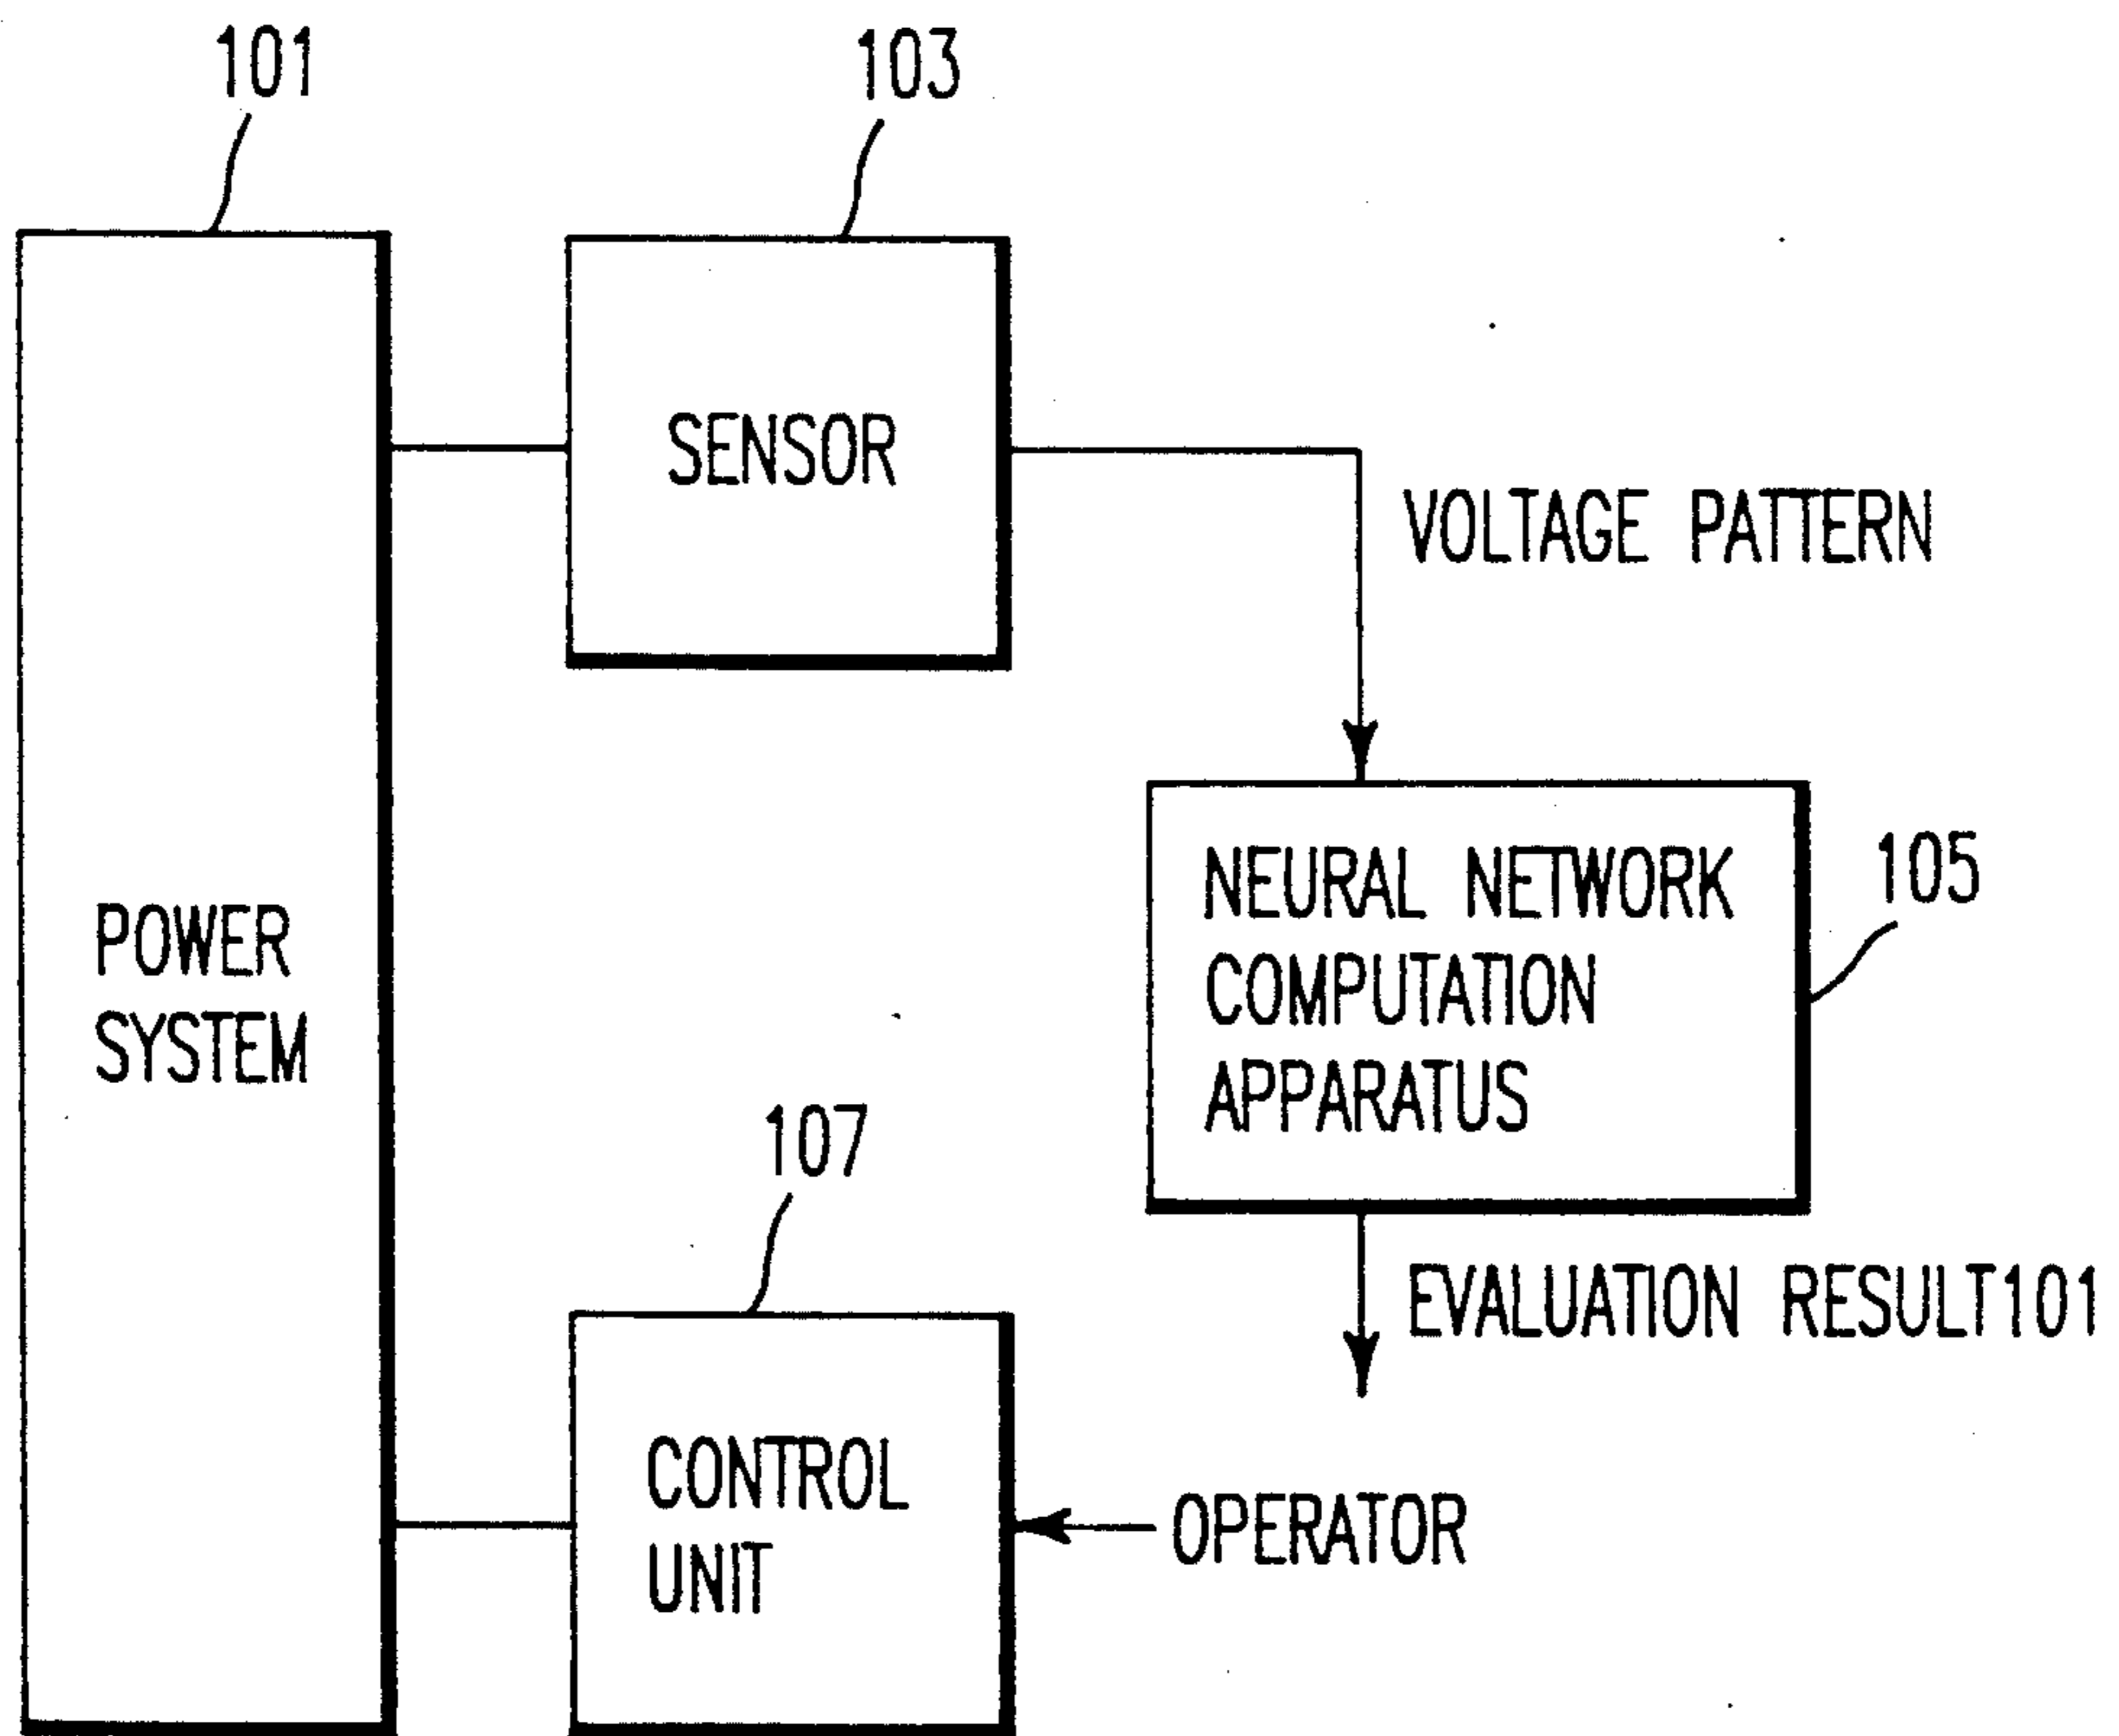 101
103
SENSOR
VOLTAGE PATTERN
NEURAL NETWORK
COMPUTATION
APPARATUS
105
POWER
SYSTEM
107
EVALUATION RESULT101
CONTROL
UNIT
OPERATOR